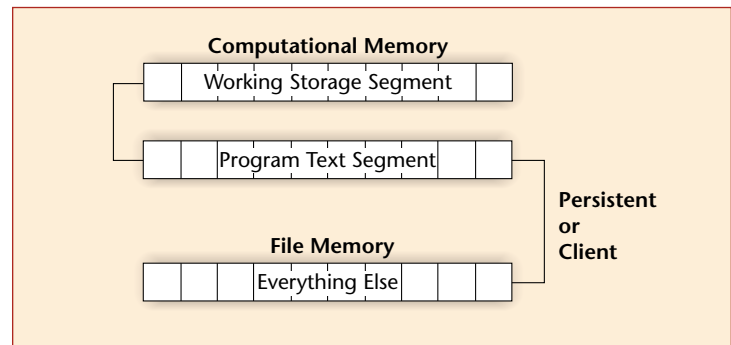 Computational Memory
Working Storage Segment
Program Text Segment
Persistent
or
Client
File Memory
Everything Else